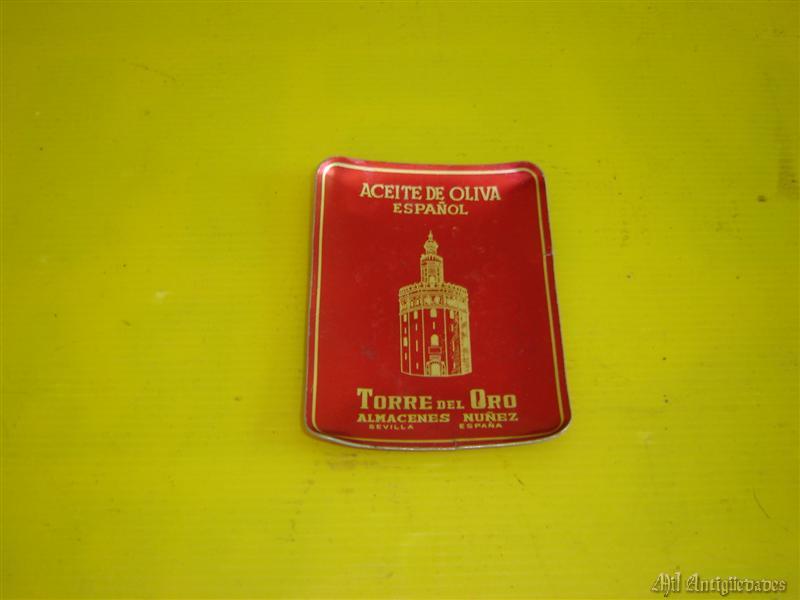 ACEITE DE OLIVA
ESPAÑOL
TORRE DEL ORO
ALMACENES NUÑEZ
SEVILLA ESPAÑA
Mil Antigüedades